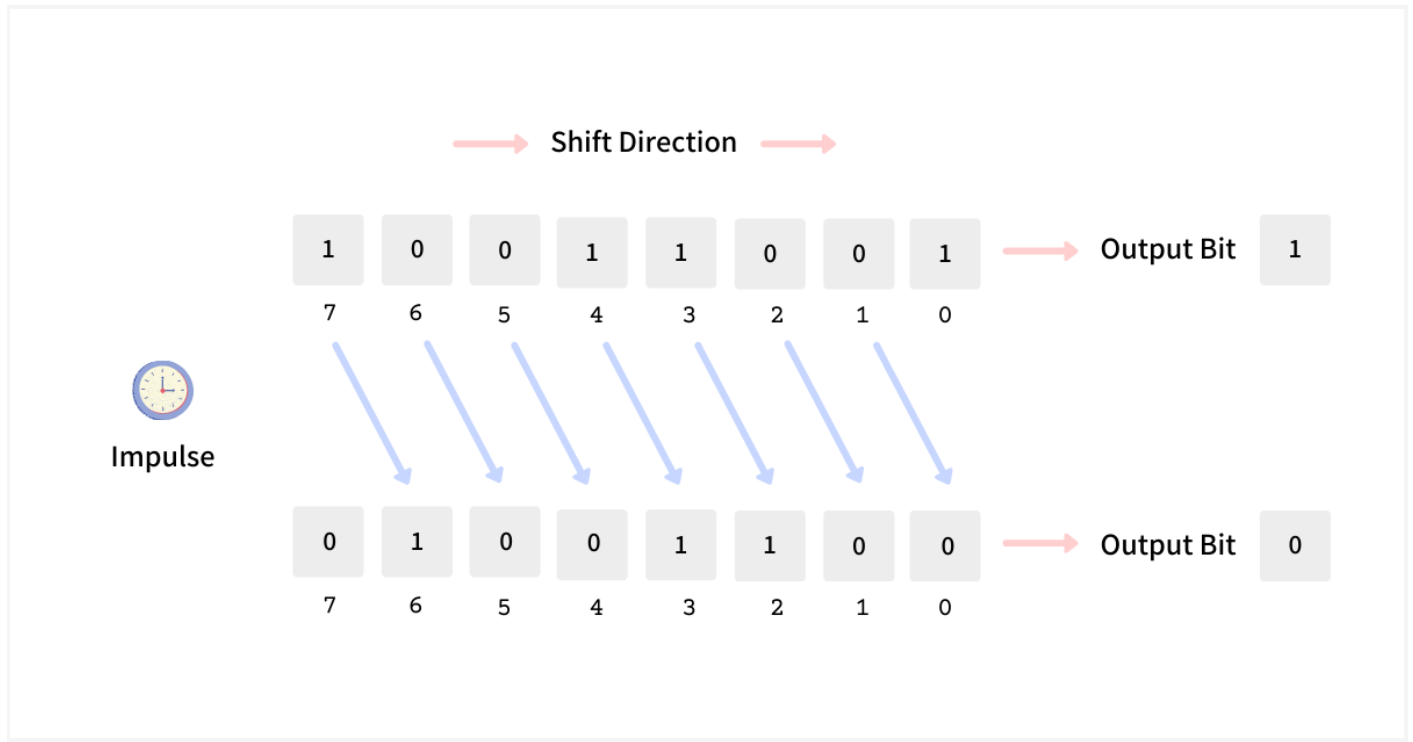 Shift Direction
1 0 0 1 1 0 0 1 Output Bit 1
7 6 5 4 3 2 1 0
Impulse
0 1 0 0 1 1 0 0 Output Bit 0
7 6 5 4 3 2 1 0